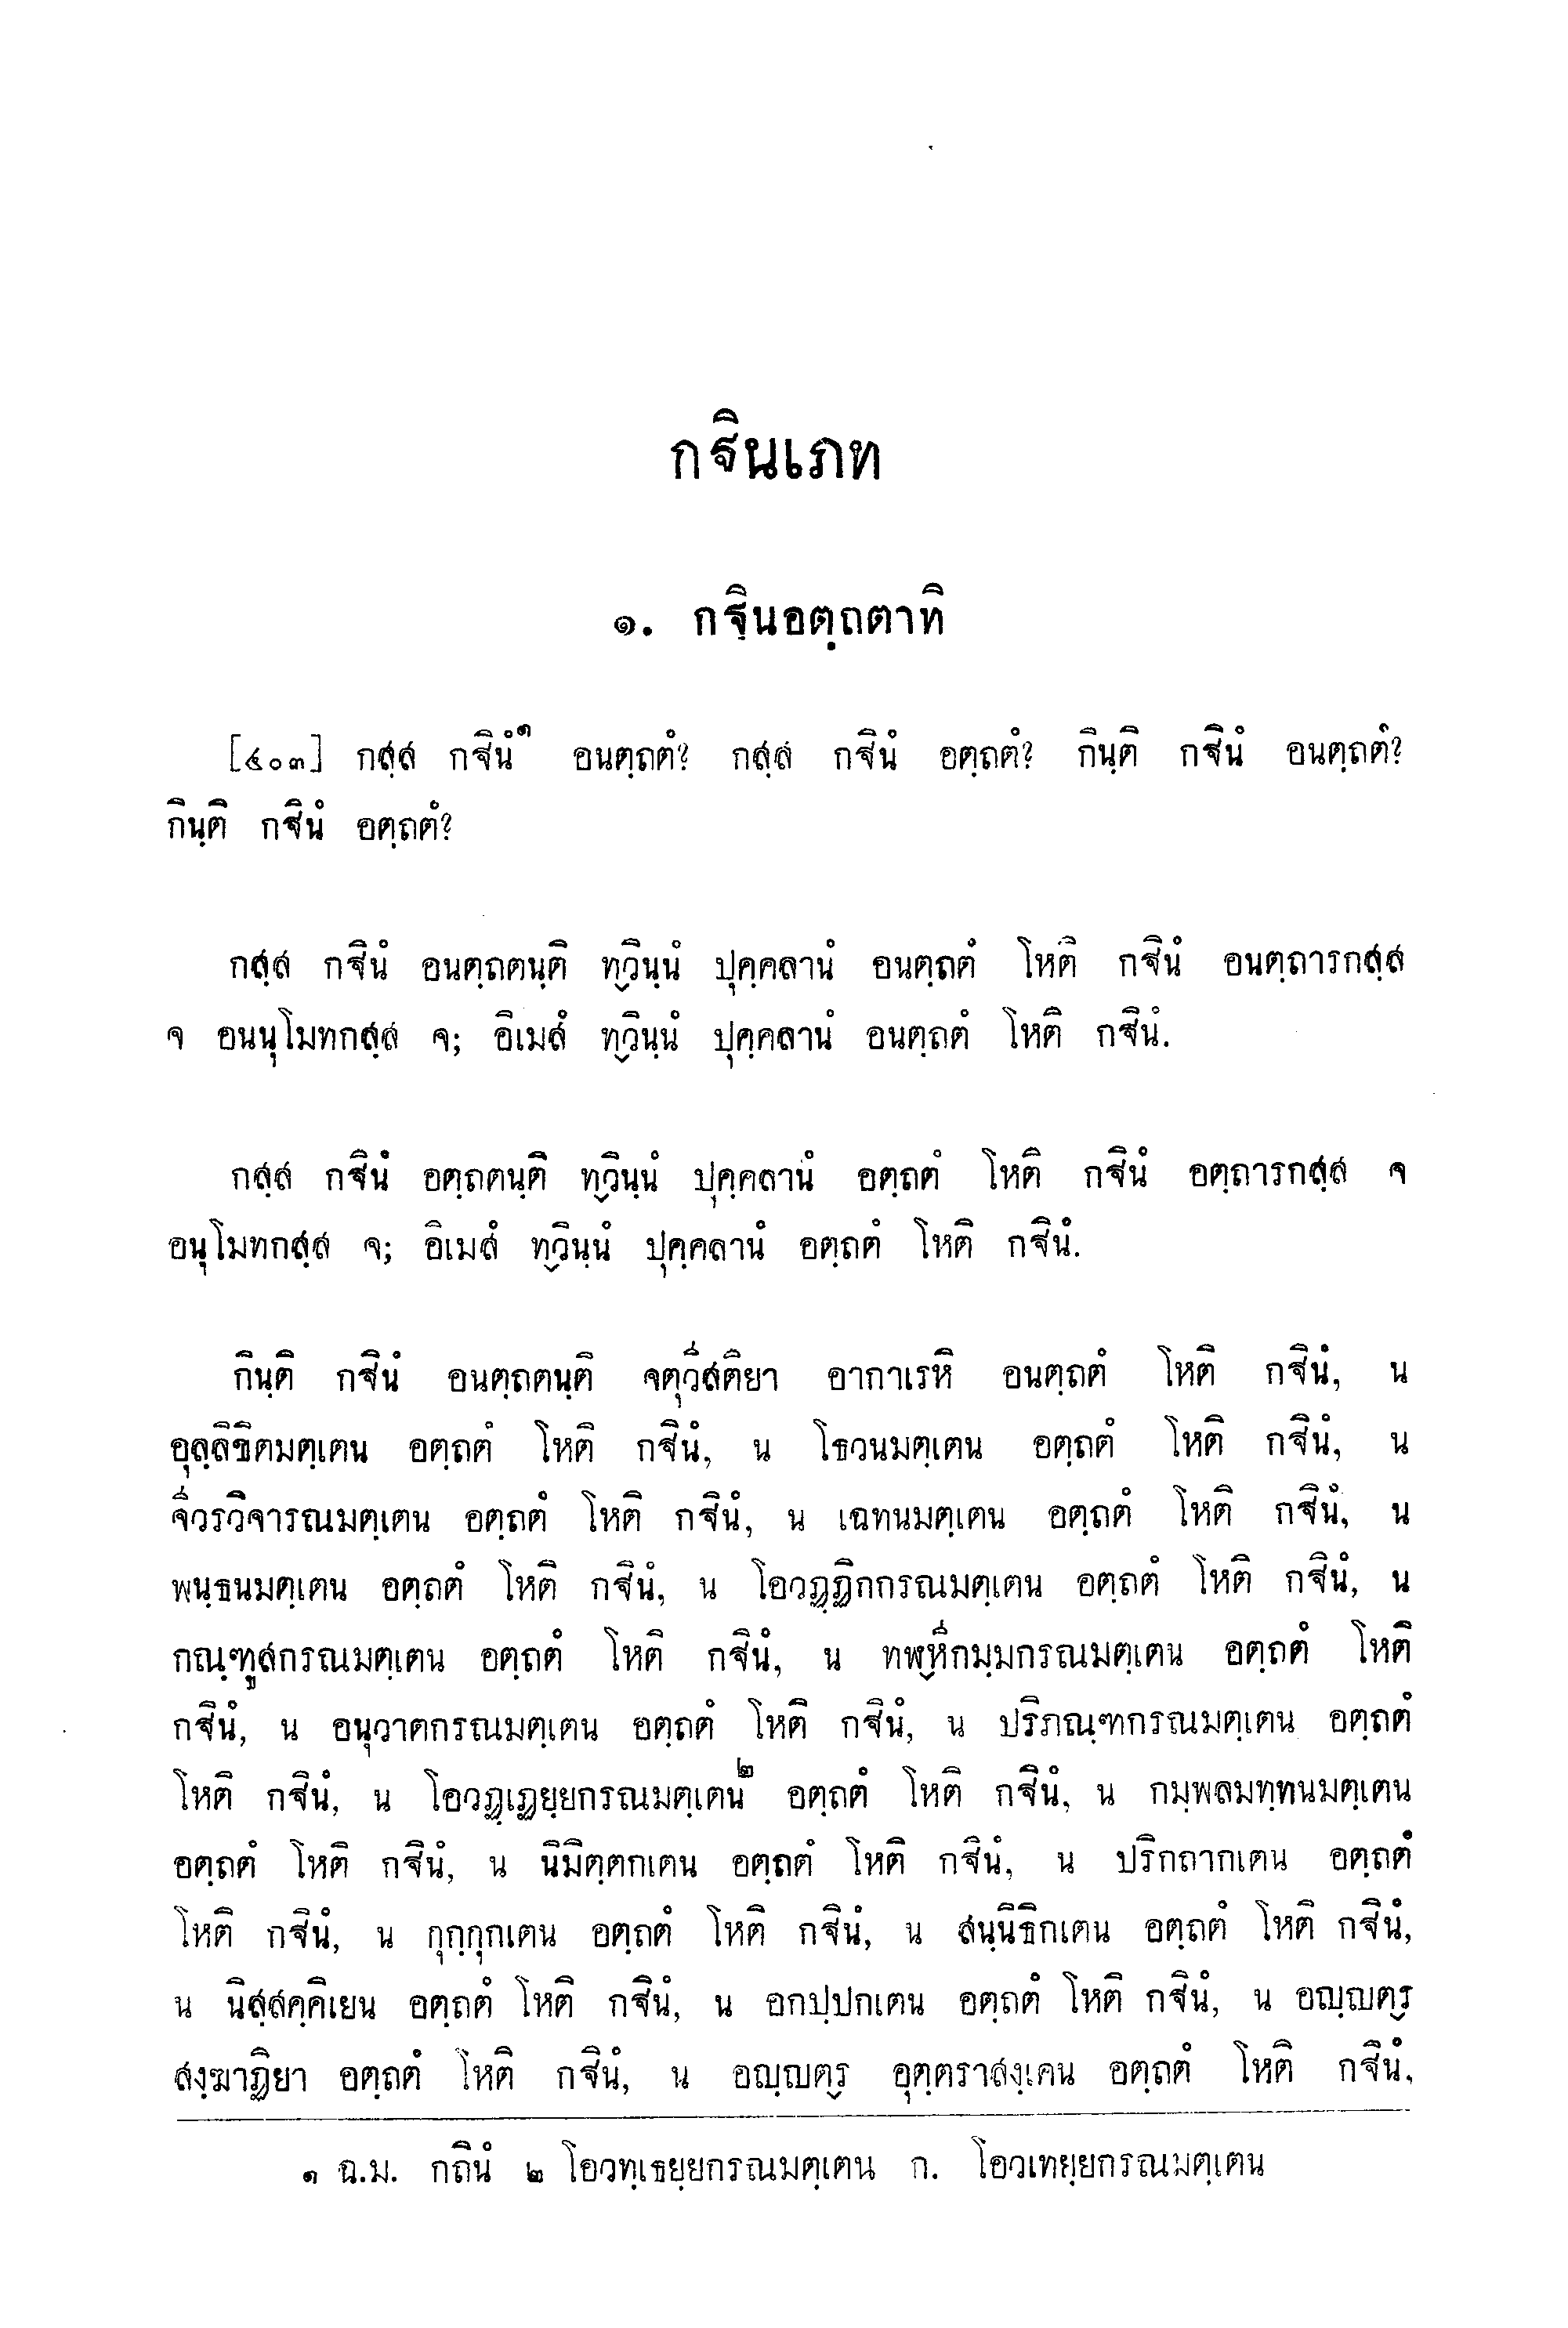 กฐินเภท
๑. กฐินอตฺถตาทิ
[๔๐๓] กสฺส กฐินํ๑ อนตฺถตํ? กสฺส กฐินํ อตฺถตํ? กินฺติ กฐินํ อนตฺถตํ?
กินฺติ กฐินํ อตฺถตํ?
กสฺส กฐินํ อนตฺถตนฺติ ทฺวินฺนํ ปุคฺคลานํ อนตฺถตํ โหติ กฐินํ อนตฺถารกสฺส
จ อนนุโมทกสฺส จ; อิเมสํ ทฺวินฺนํ ปุคฺคลานํ อนตฺถตํ โหติ กฐินํ.
กสฺส กฐินํ อตฺถตนฺติ ทฺวินฺนํ ปุคฺคลานํ อตฺถตํ โหติ กฐินํ อตฺถารกสฺส จ
อนุโมทกสฺส จ; อิเมสํ ทฺวินฺนํ ปุคฺคลานํ อตฺถตํ โหติ กฐินํ.
กินฺติ กฐินํ อนตฺถตนฺติ จตุวีสติยา อากาเรหิ อนตฺถตํ โหติ กฐินํ, น
อุลฺลิขิตมตฺเตน อตฺถตํ โหติ กฐินํ, น โธวนมตฺเตน อตฺถตํ โหติ กฐินํ, น
จีวรวิจารณมตฺเตน อตฺถตํ โหติ กฐินํ, น เฉทนมตฺเตน อตฺถตํ โหติ กฐินํ, น
พนฺธนมตฺเตน อตฺถตํ โหติ กฐินํ, น โอวฏฺฏิกกรณมตฺเตน อตฺถตํ โหติ กฐินํ, น
กณฺฑูสกรณมตฺเตน อตฺถตํ โหติ กฐินํ, น ทฬฺหีกมฺมกรณมตฺเตน อตฺถตํ โหติ
กฐินํ, น อนุวาตกรณมตฺเตน อตฺถตํ โหติ กฐินํ, น ปริภณฺฑกรณมตฺเตน อตฺถตํ
โหติ กฐินํ, น โอวฏฺเฏยฺยกรณมตฺเตน๒ อตฺถตํ โหติ กฐินํ, น กมฺพลมทฺทนมตฺเตน
อตฺถตํ โหติ กฐินํ, น นิมิตฺตกเตน อตฺถตํ โหติ กฐินํ, น ปริกถากเตน อตฺถตํ
โหติ กฐินํ, น กุกฺกุกเตน อตฺถตํ โหติ กฐินํ, น สนฺนิธิกเตน อตฺถตํ โหติ กฐินํ,
น นิสฺสคฺคิเยน อตฺถตํ โหติ กฐินํ, น อกปฺปกเตน อตฺถตํ โหติ กฐินํ, น อญฺญตฺร
สงฺฆาฏิยา อตฺถตํ โหติ กฐินํ, น อญฺญตฺร อุตฺตราสงฺเคน อตฺถตํ โหติ กฐินํ,
๑ ฉ.ม. กถินํ ๒ โอวทฺเธยฺยกรณมตฺเตน ก. โอวเทยฺยกรณมตฺเตน